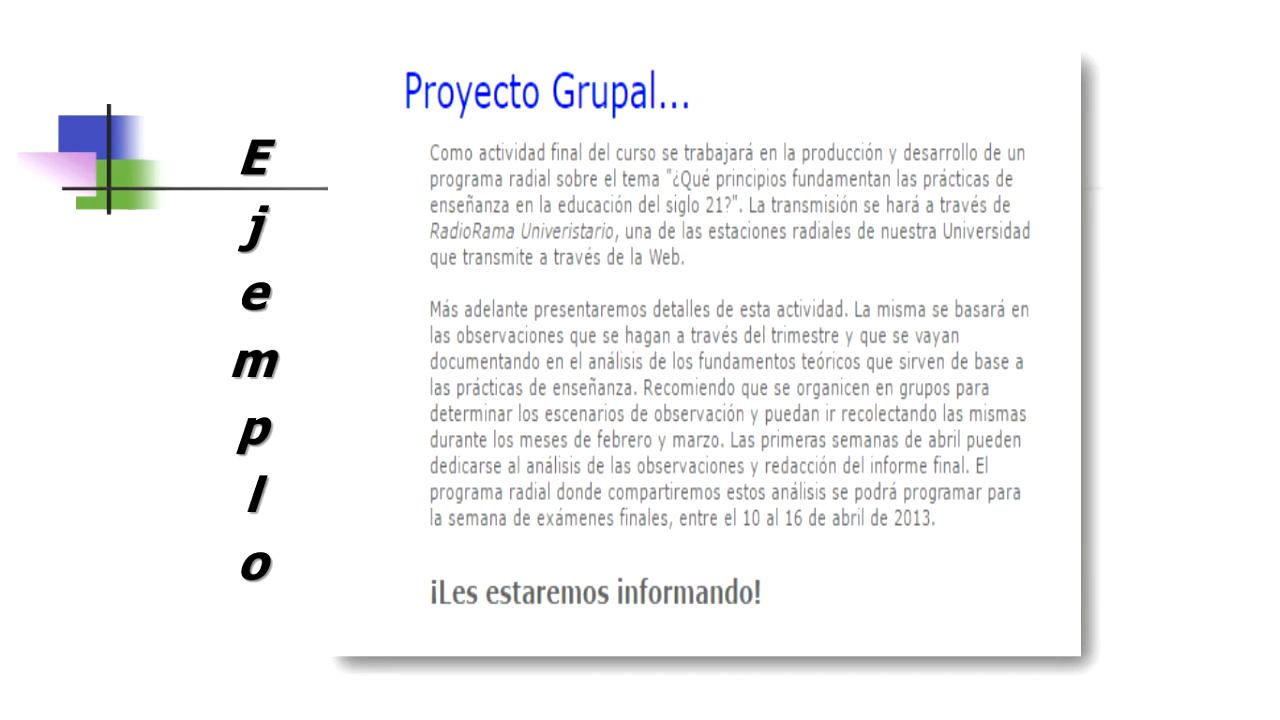 Ejemplo
Proyecto Grupal...
Como actividad final del curso se trabajará en la producción y desarrollo de un
programa radial sobre el tema "¿Qué principios fundamentan las prácticas de
enseñanza en la educación del siglo 21?". La transmisión se hará a través de
RadioRama Univeristario, una de las estaciones radiales de nuestra Universidad
que transmite a través de la Web.
Más adelante presentaremos detalles de esta actividad. La misma se basará en
las observaciones que se hagan a través del trimestre y que se vayan
documentando en el análisis de los fundamentos teóricos que sirven de base a
las prácticas de enseñanza. Recomiendo que se organicen en grupos para
determinar los escenarios de observación y puedan ir recolectando las mismas
durante los meses de febrero y marzo. Las primeras semanas de abril pueden
dedicarse al análisis de las observaciones y redacción del informe final. El
programa radial donde compartiremos estos análisis se podrá programar para
la semana de exámenes finales, entre el 10 al 16 de abril de 2013.
¡Les estaremos informando!